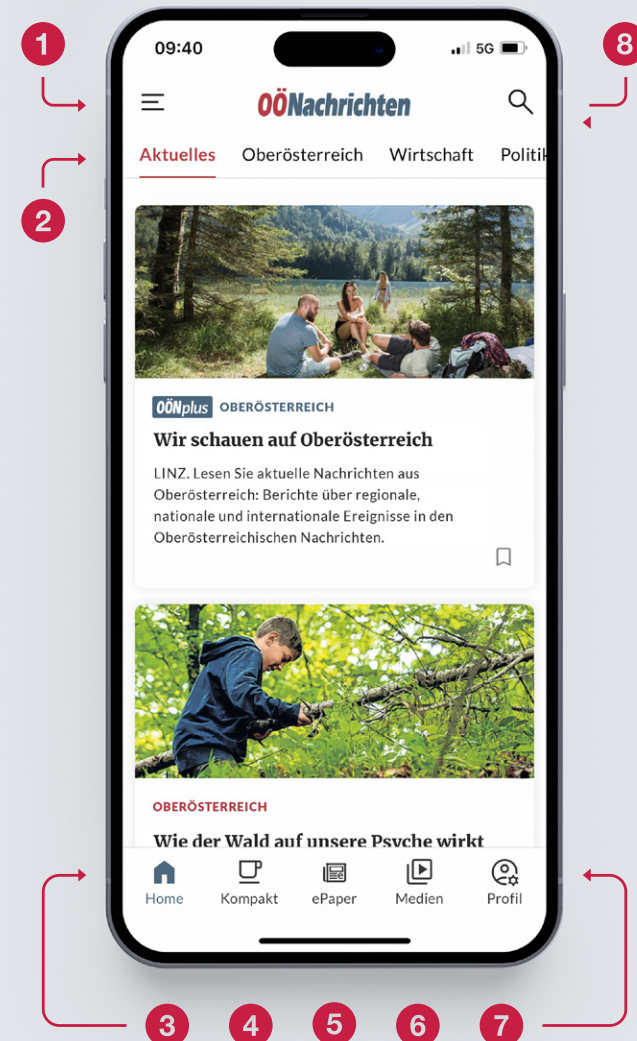 1
8
09:40
5G
OÖNachrichten
Aktuelles Oberösterreich Wirtschaft Politik
2
OÖNplus OBERÖSTERREICH
Wir schauen auf Oberösterreich
LINZ. Lesen Sie aktuelle Nachrichten aus
Oberösterreich: Berichte über regionale,
nationale und internationale Ereignisse in den
Oberösterreichischen Nachrichten.
OBERÖSTERREICH
Wie der Wald auf unsere Psyche wirkt
Home Kompakt ePaper Medien Profil
3 4 5 6 7